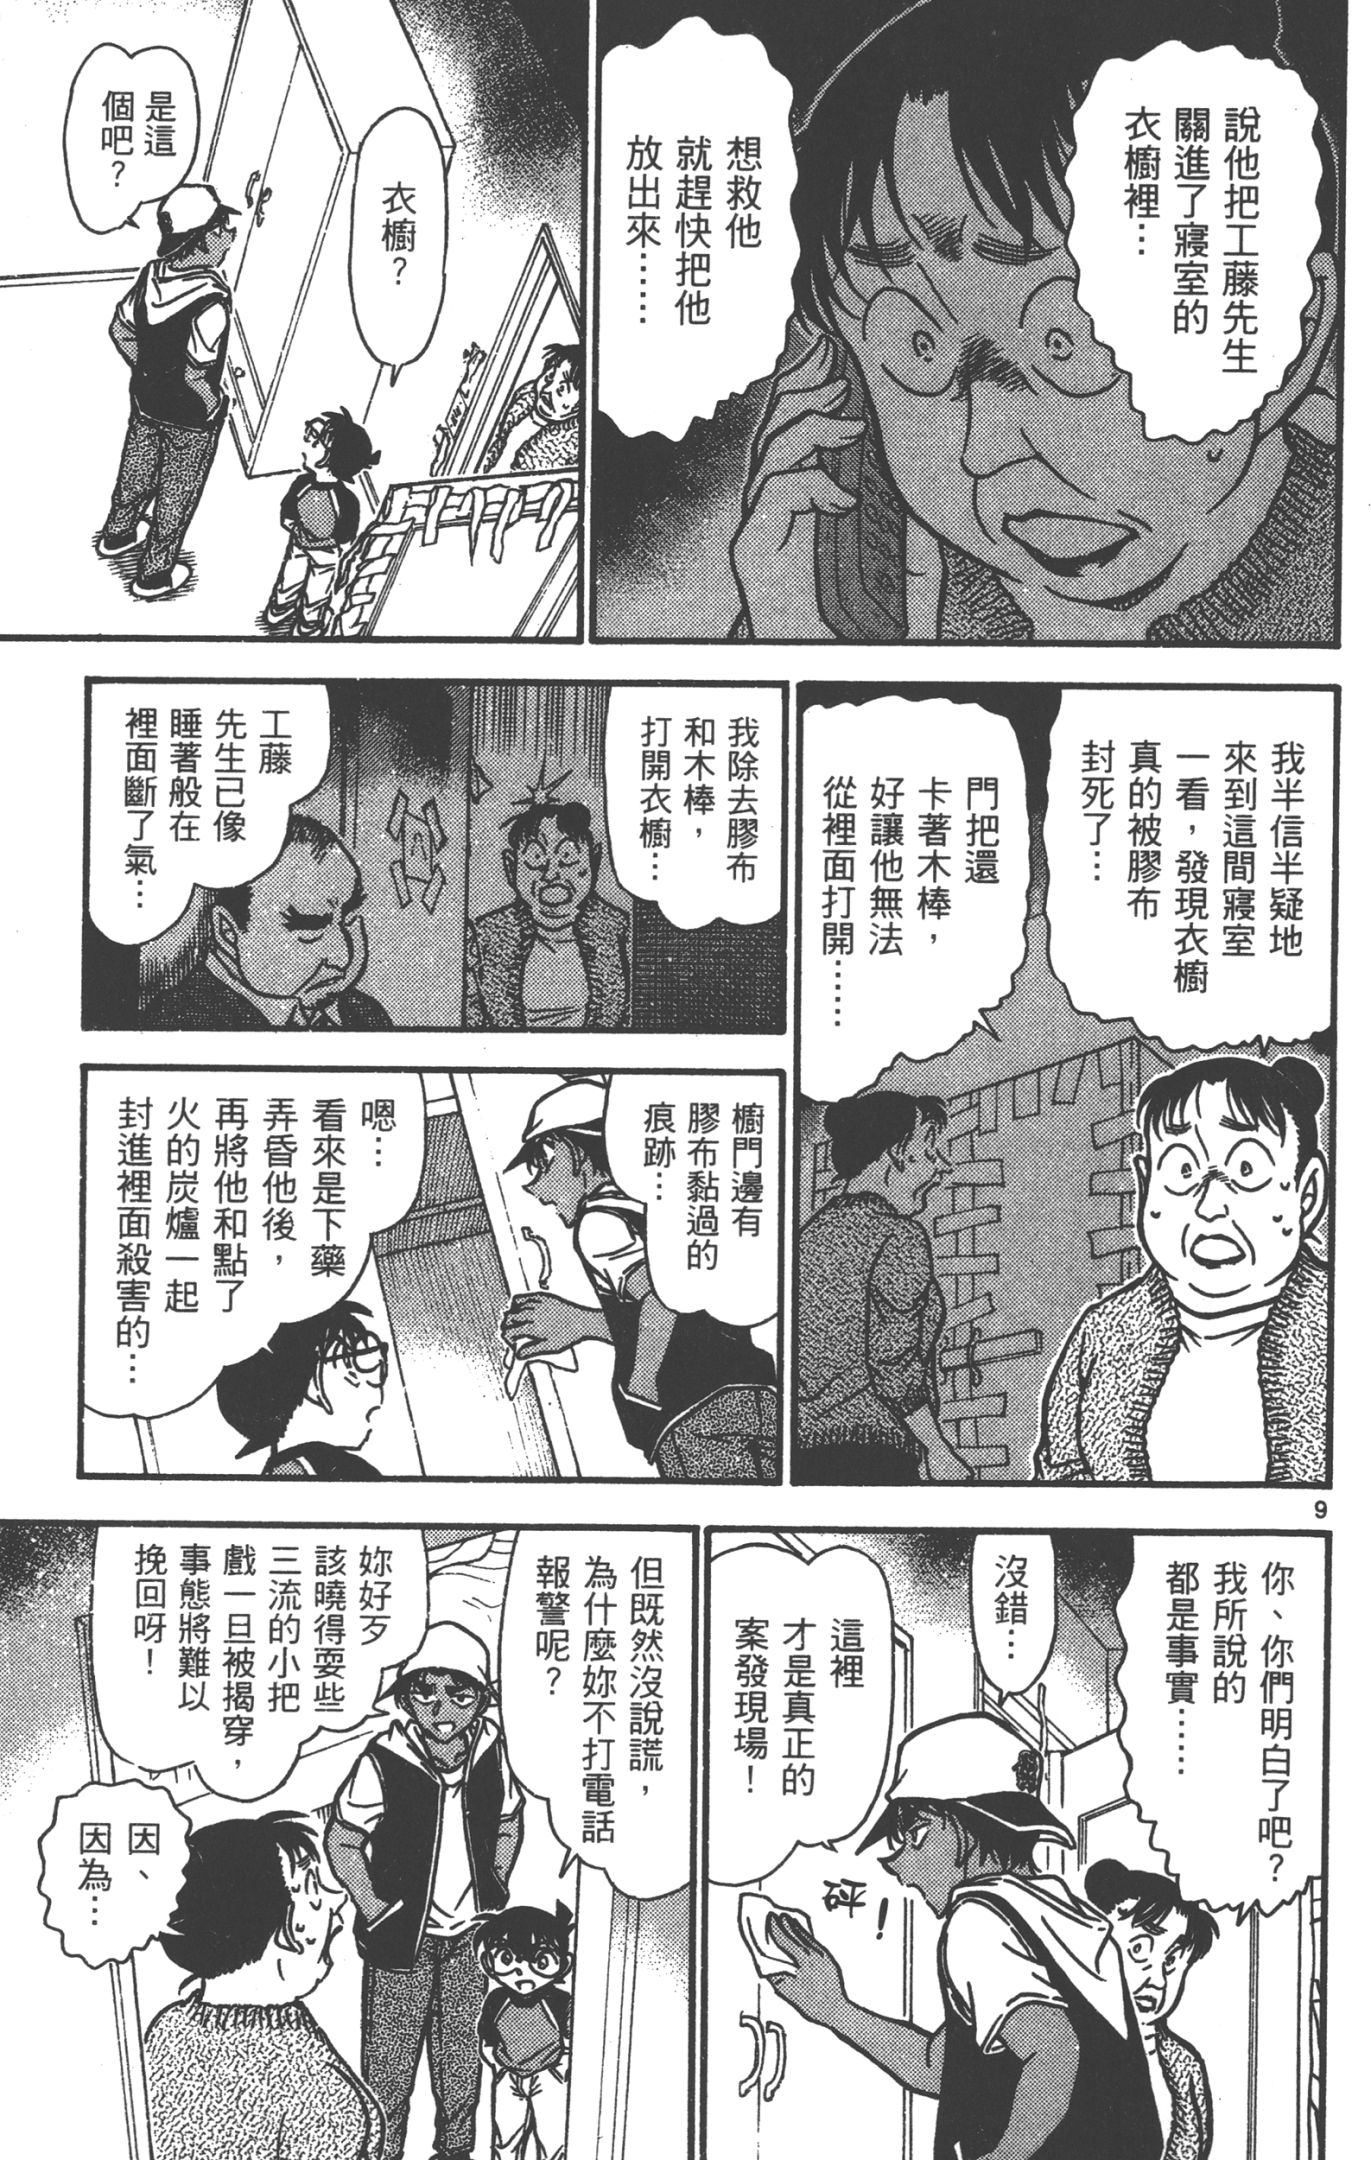 說他把工藤先生
關進了寢室的
衣櫥裡⋯
想救他
就趕快把他
放出來⋯⋯
衣櫥？
是這
個吧？
我半信半疑地
來到這間寢室
一看，發現衣櫥
真的被膠布
封死了⋯
門把還
卡著木棒，
好讓他無法
從裡面打開⋯⋯
我除去膠布
和木棒，
打開衣櫥⋯
工藤
先生已像
睡著般在
裡面斷了氣⋯
櫥門邊有
膠布黏過的
痕跡⋯
嗯⋯
看來是下藥
弄昏他後，
再將他和點了
火的炭爐一起
封進裡面殺害的⋯
9
你、你們明白了吧？
我所說的
都是事實⋯⋯
沒錯⋯
這裡
才是真正的
案發現場！
砰！
但既然沒說謊，
為什麼妳不打電話
報警呢？
妳好歹
該曉得耍些
三流的小把
戲一旦被揭穿，
事態將難以
挽回呀！
因、
因為⋯